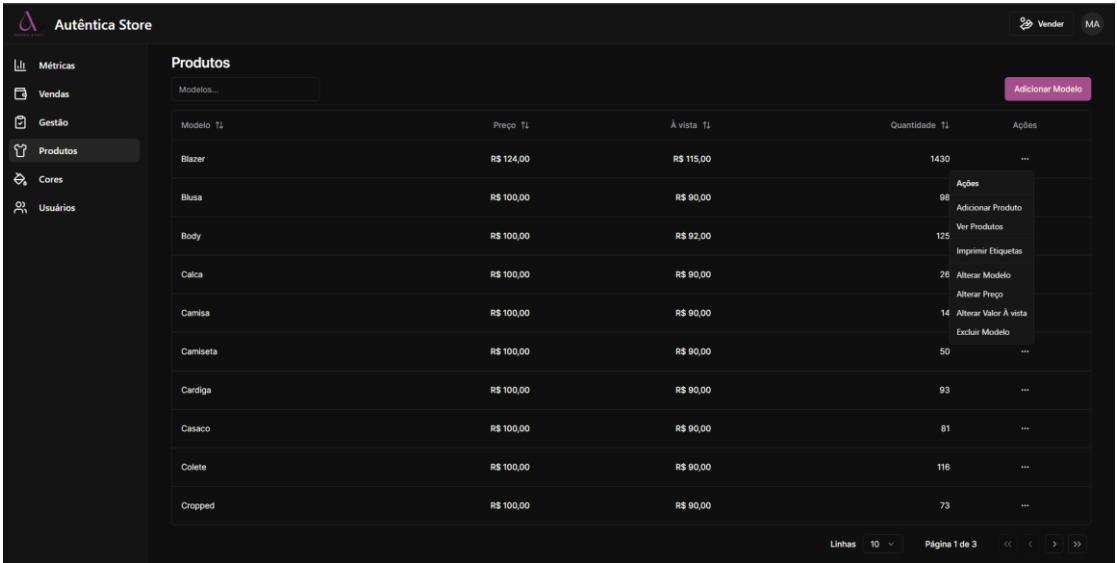 Autêntica Store
Vender
MA
Métricas
Vendas
Gestão
Produtos
Cores
Usuários
Produtos
Modelos...
Adicionar Modelo
Modelo Preço À vista Quantidade Ações
Blazer R$ 124,00 R$ 115,00 1430 ...
Blusa R$ 100,00 R$ 90,00 98
Body R$ 100,00 R$ 92,00 125
Calca R$ 100,00 R$ 90,00 26
Camisa R$ 100,00 R$ 90,00 14
Camiseta R$ 100,00 R$ 90,00 50 ...
Cardiga R$ 100,00 R$ 90,00 93 ...
Casaco R$ 100,00 R$ 90,00 81 ...
Colete R$ 100,00 R$ 90,00 116 ...
Cropped R$ 100,00 R$ 90,00 73 ...
Ações
Adicionar Produto
Ver Produtos
Imprimir Etiquetas
Alterar Modelo
Alterar Preço
Alterar Valor À vista
Excluir Modelo
Linhas 10 Página 1 de 3